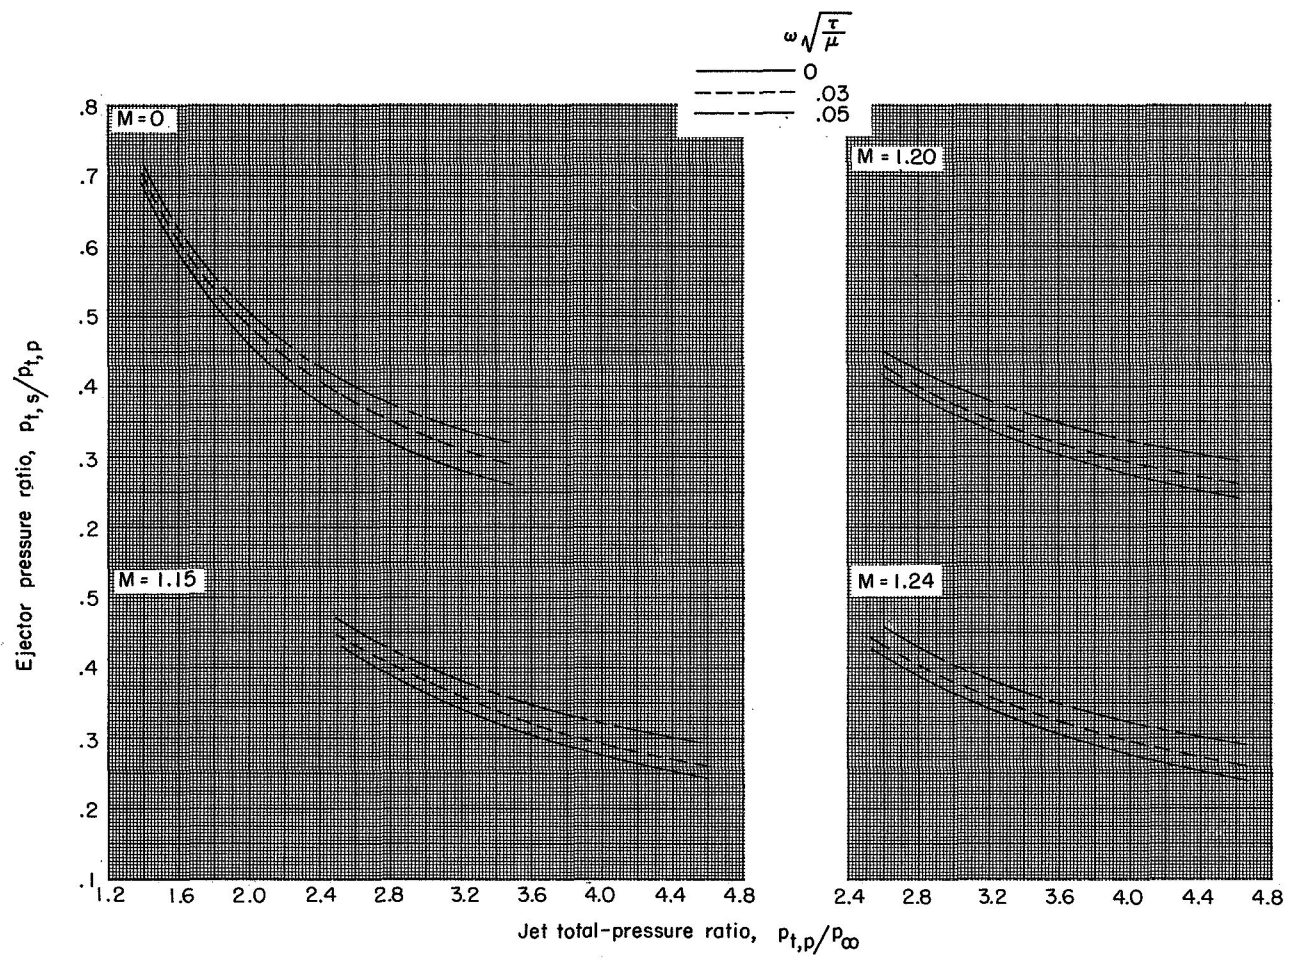 ω√τ/μ
0
.03
.05
M = 0
M = 1.20
M = 1.15
M = 1.24
.8
.7
.6
.5
.4
.3
.2
.5
.4
.3
.2
.1
Ejector pressure ratio, pt,s/pt,p
1.2 1.6 2.0 2.4 2.8 3.2 3.6 4.0 4.4 4.8
2.4 2.8 3.2 3.6 4.0 4.4 4.8
Jet total-pressure ratio, pt,p/p∞